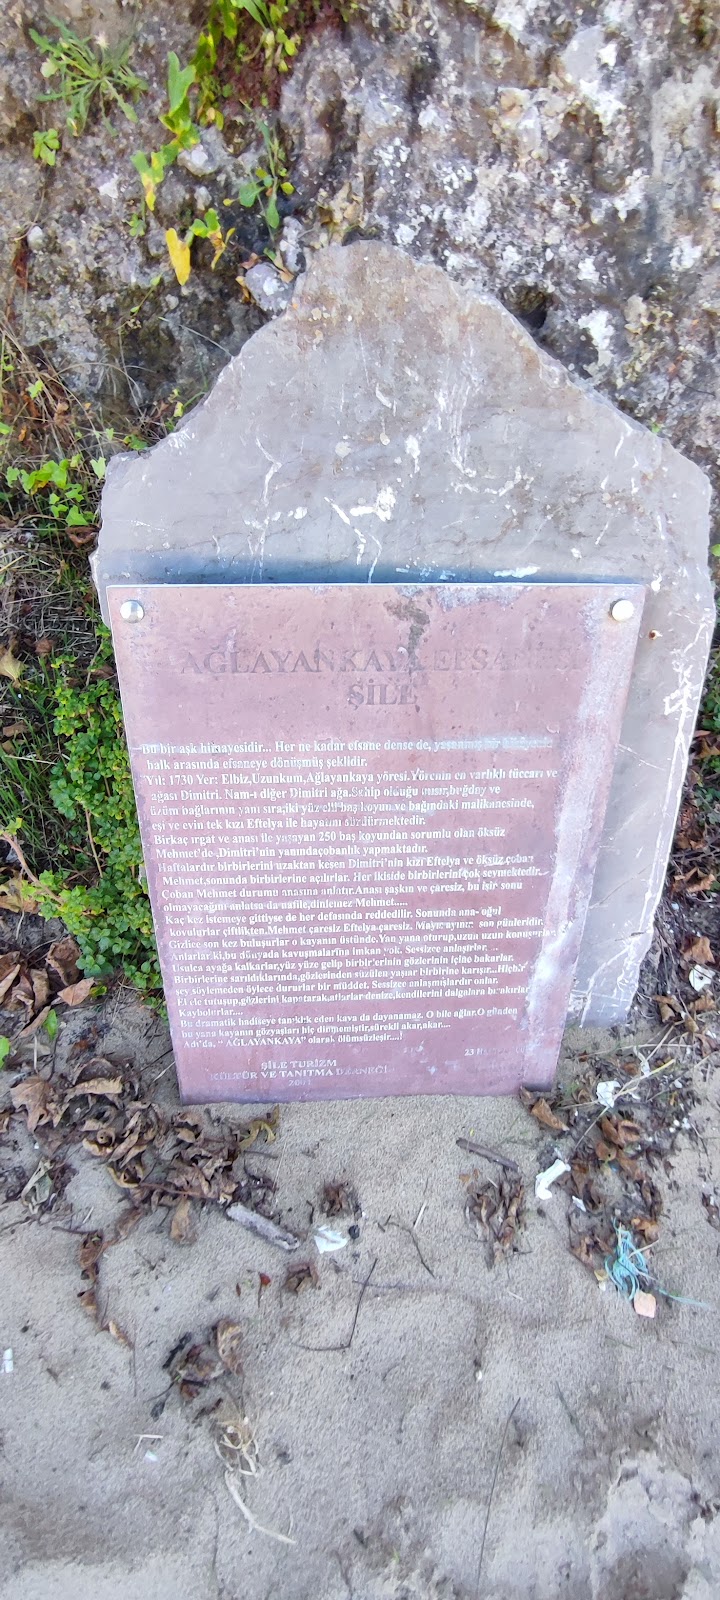 AĞLAYANKAYA EFSANESİ
ŞİLE
Bu bir aşk hikayesidir... Her ne kadar efsane dense de, yaşanmış bir
halk arasında efsaneye dönüşmüş şeklidir.
Yıl: 1730 Yer: Elbiz,Uzunkum,Ağlayankaya yöresi.Yörenin en varlıklı tüccarı ve
ağası Dimitri. Nam-ı diğer Dimitri ağa.Sahip olduğu mısır,buğday ve
üzüm bağlarının yanı sıra,iki yüz elli baş koyun ve bağındaki malikanesinde,
eşi ve evin tek kızı Eftelya ile hayatını sürdürmektedir.
Birkaç ırgat ve anası ile yaşayan 250 baş koyundan sorumlu olan öksüz
Mehmet'de ,Dimitri'nin yanındaçobanlık yapmaktadır.
Haftalardır birbirlerini uzaktan kesen Dimitri'nin kızı Eftelya ve öksüz,çoban
Mehmet,sonunda birbirlerine açılırlar. Her ikiside birbirlerini çok sevmektedir...
Çoban Mehmet durumu anasına anlatır.Anası şaşkın ve çaresiz, bu işin sonu
olmayacağını anlatsa da nafile,dinlemez Mehmet.....
Kaç kez istemeye gittiyse de her defasında reddedilir. Sonunda ana- oğul
kovulurlar çiftlikten.Mehmet çaresiz Eftelya çaresiz. Mayıs ayının son günleridir.
Gizlice son kez buluşurlar o kayanın üstünde.Yan yana oturup,uzun uzun konuşurlar.
Anlarlar ki,bu dünyada kavuşmalarına imkan yok. Sessizce anlaşırlar, ...
Usulca ayağa kalkarlar,yüz yüze gelip birbir'lerinin gözlerinin içine bakarlar.
Birbirlerine sarıldıklarında,gözlerinden süzülen yaşlar birbirine karışır...Hiçbir
şey söylemeden öylece dururlar bir müddet. Sessizce anlaşmışlardır onlar.
El ele tutuşup,gözlerini kapatarak,atlarlar denize,kendilerini dalgalara bırakırlar.
Kaybolurlar....
Bu dramatik hadiseye tanıklık eden kaya da dayanamaz. O bile ağlar.O günden
bu yana kayanın gözyaşları hiç dinmemiştir,sürekli akar,akar....
Adı'da, " AĞLAYANKAYA" olarak ölümsüzleşir....!
23
ŞİLE TURİZM
KÜLTÜR VE TANITMA DERNEĞİ